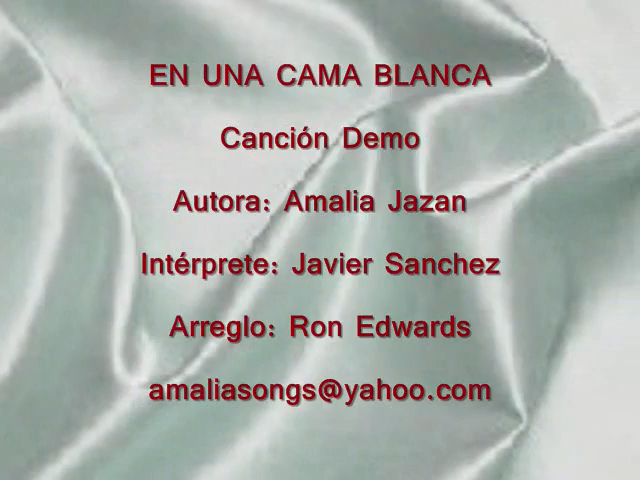 EN UNA CAMA BLANCA
Canción Demo
Autora: Amalia Jazan
Intérprete: Javier Sanchez
Arreglo: Ron Edwards
amaliasongs@yahoo.com